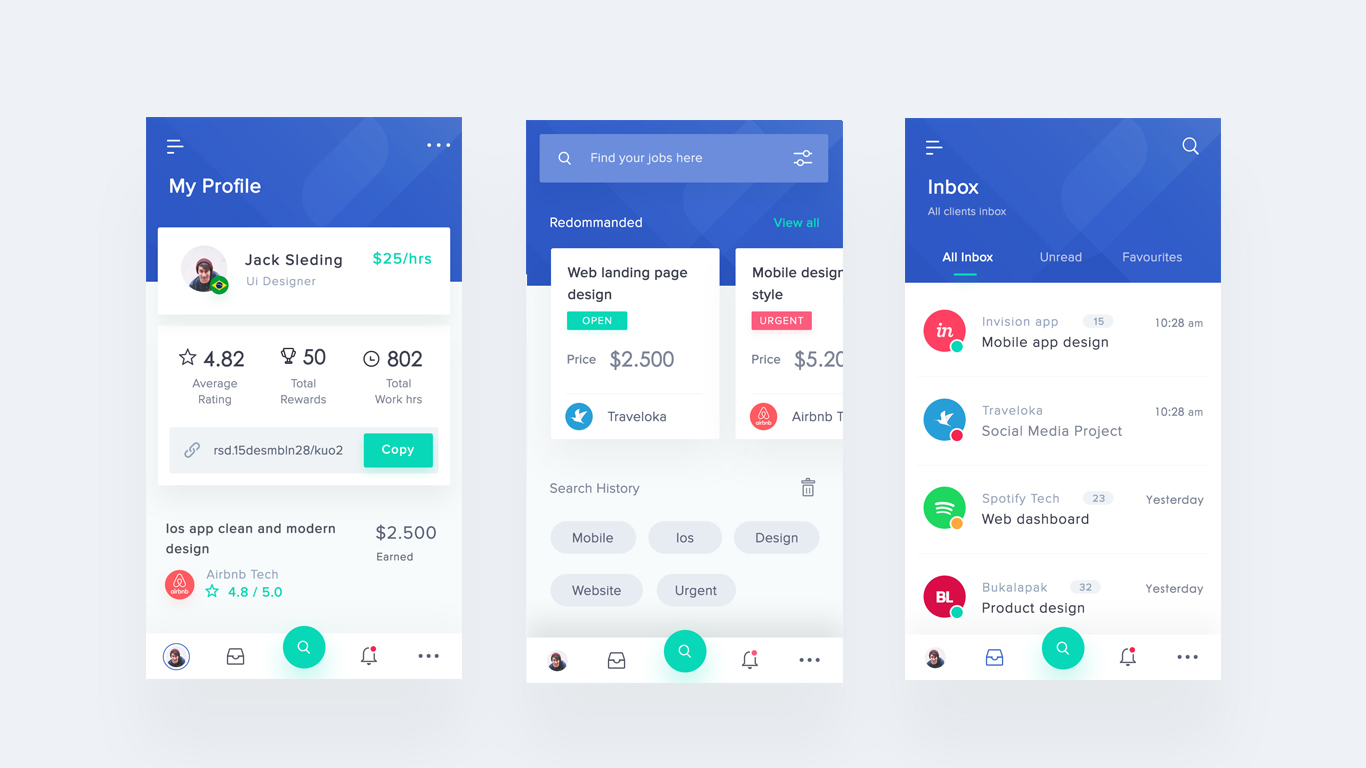 My Profile
Jack Sleding
$25/hrs
Ui Designer
4.82
50
802
Average
Rating
Total
Rewards
Total
Work hrs
rsd.15desmbln28/kuo2
Copy
Ios app clean and modern
design
$2.500
Earned
Airbnb Tech
airbnb
4.8 / 5.0
Find your jobs here
Redommanded
View all
Web landing page
design
OPEN
Price $2.500
Traveloka
Mobile design
style
URGENT
Price $5.20
airbnb
Airbnb T
Search History
Mobile
Ios
Design
Website
Urgent
Inbox
All clients inbox
All Inbox
Unread
Favourites
in
Invision app
15
10:28 am
Mobile app design
Traveloka
10:28 am
Social Media Project
Spotify Tech
23
Yesterday
Web dashboard
BL
Bukalapak
32
Yesterday
Product design